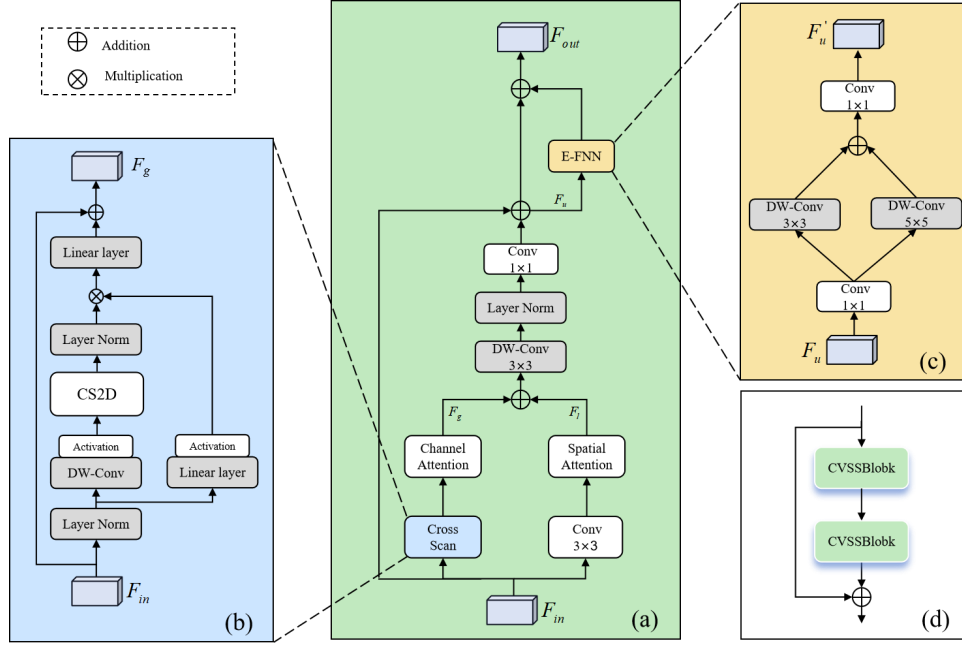 Addition
Multiplication
F_g
Linear layer
Layer Norm
CS2D
Activation
DW-Conv
Activation
Linear layer
Layer Norm
F_in
(b)
F_out
E-FNN
F_u
Conv
1×1
Layer Norm
DW-Conv
3×3
F_g
F_l
Channel
Attention
Spatial
Attention
Cross
Scan
Conv
3×3
F_in
(a)
F_u'
Conv
1×1
DW-Conv
3×3
DW-Conv
5×5
Conv
1×1
F_u
(c)
CVSSBlobk
CVSSBlobk
(d)